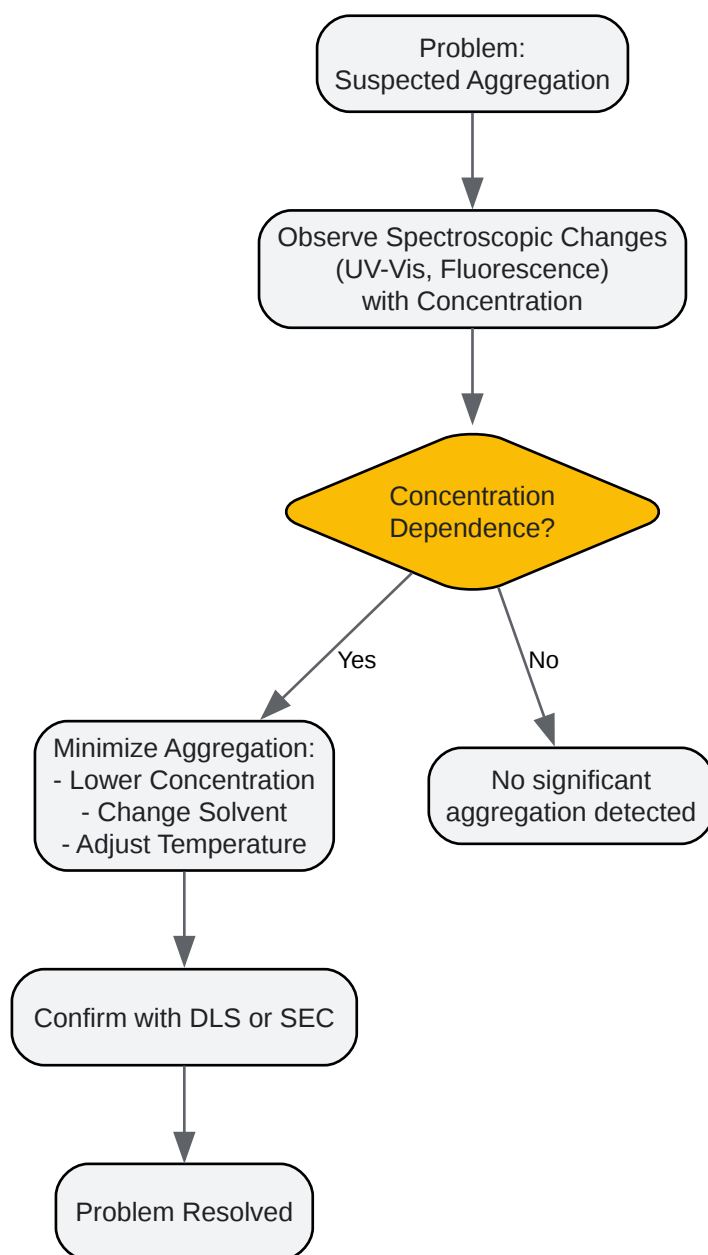 Problem:
Suspected Aggregation
Observe Spectroscopic Changes
(UV-Vis, Fluorescence)
with Concentration
Concentration
Dependence?
Yes
No
Minimize Aggregation:
- Lower Concentration
- Change Solvent
- Adjust Temperature
No significant
aggregation detected
Confirm with DLS or SEC
Problem Resolved